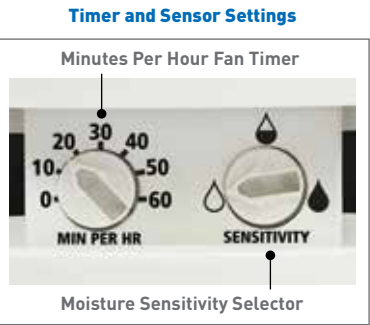 Timer and Sensor Settings
Minutes Per Hour Fan Timer
30
20 40
10 50
0 60
MIN PER HR SENSITIVITY
Moisture Sensitivity Selector